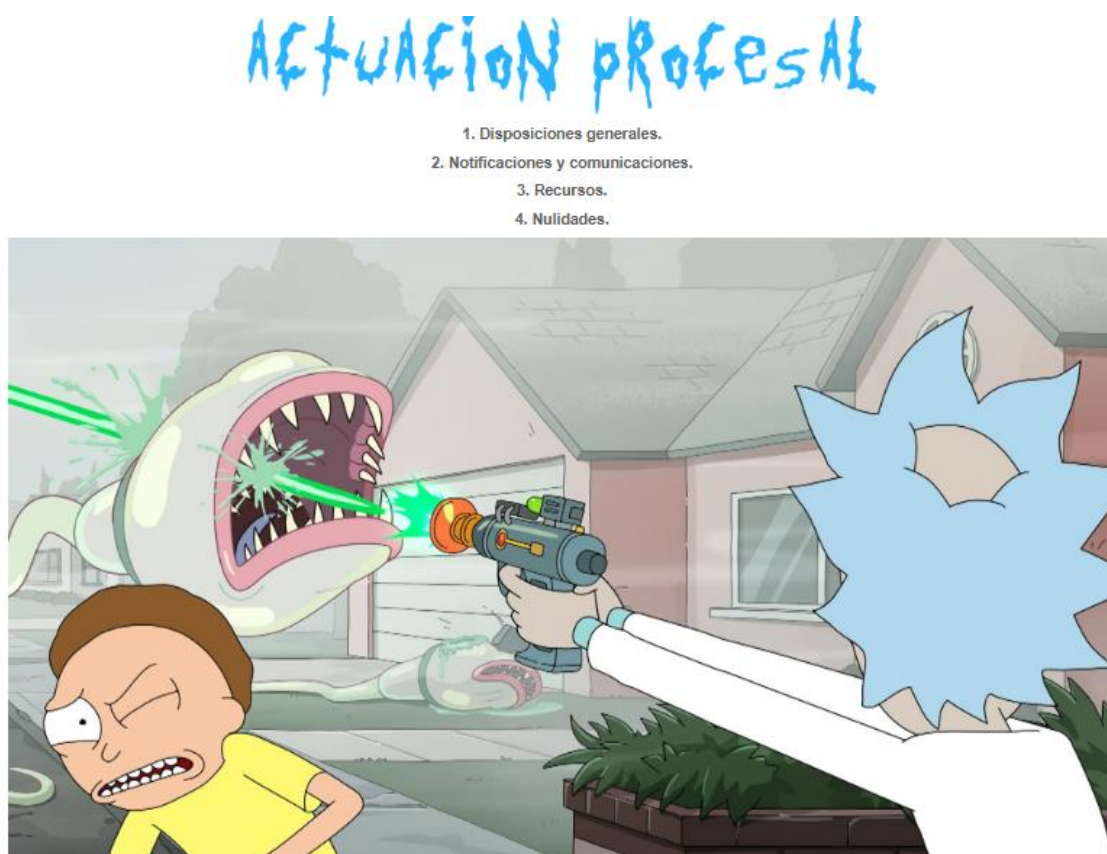 ACtuACioN pRoCesAL
1. Disposiciones generales.
2. Notificaciones y comunicaciones.
3. Recursos.
4. Nulidades.